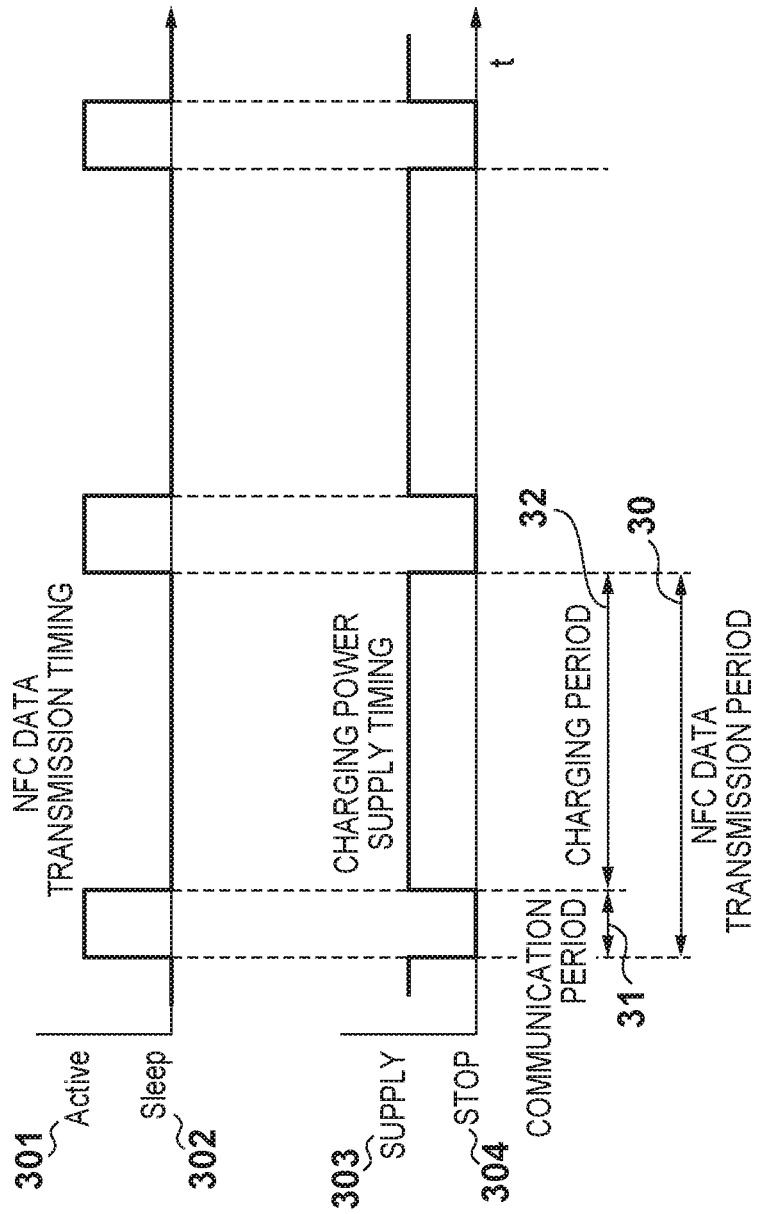 NFC DATA
TRANSMISSION TIMING
301
Active
Sleep
302
CHARGING POWER
SUPPLY TIMING
303
SUPPLY
STOP
304
t
COMMUNICATION
PERIOD
31
CHARGING PERIOD
32
30
NFC DATA
TRANSMISSION PERIOD